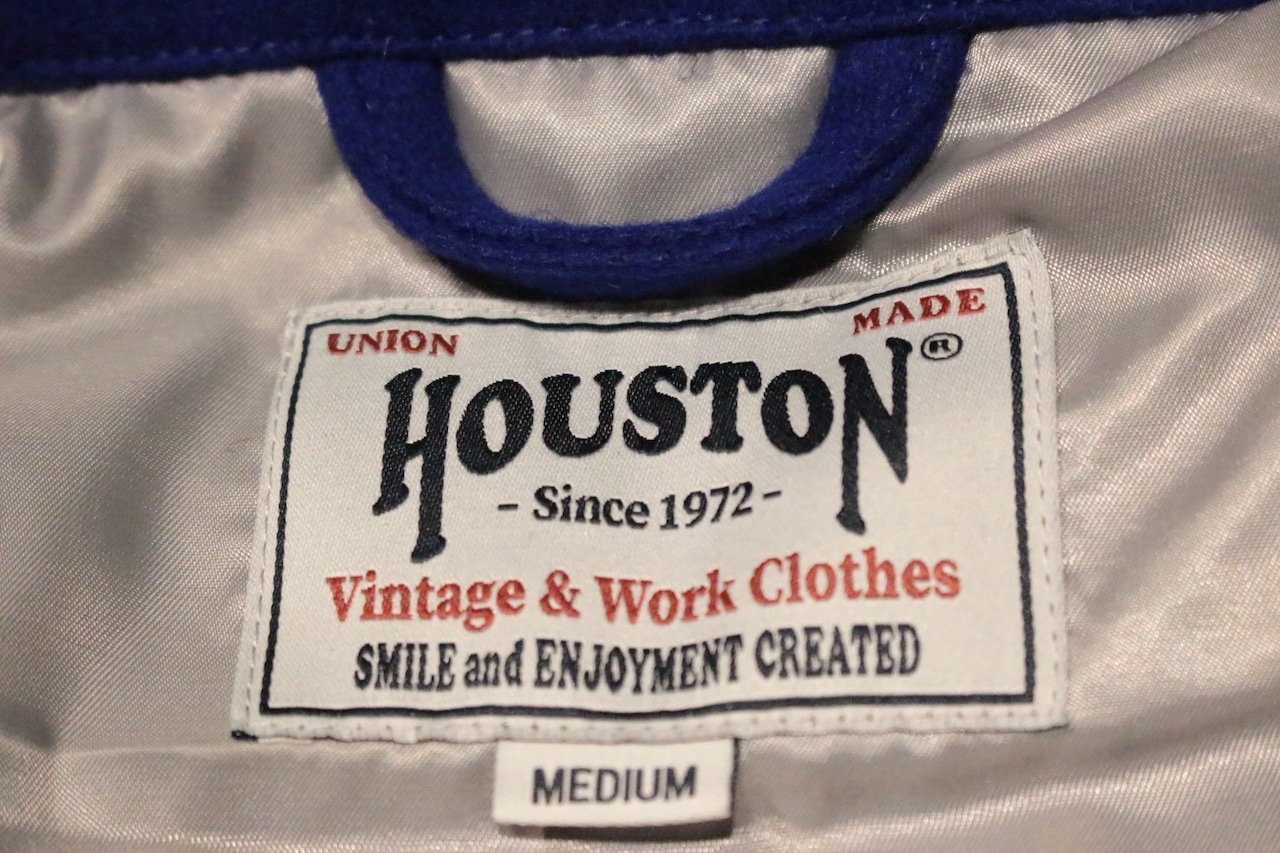 UNION MADE
HOUSTON®
- Since 1972 -
Vintage & Work Clothes
SMILE and ENJOYMENT CREATED
MEDIUM